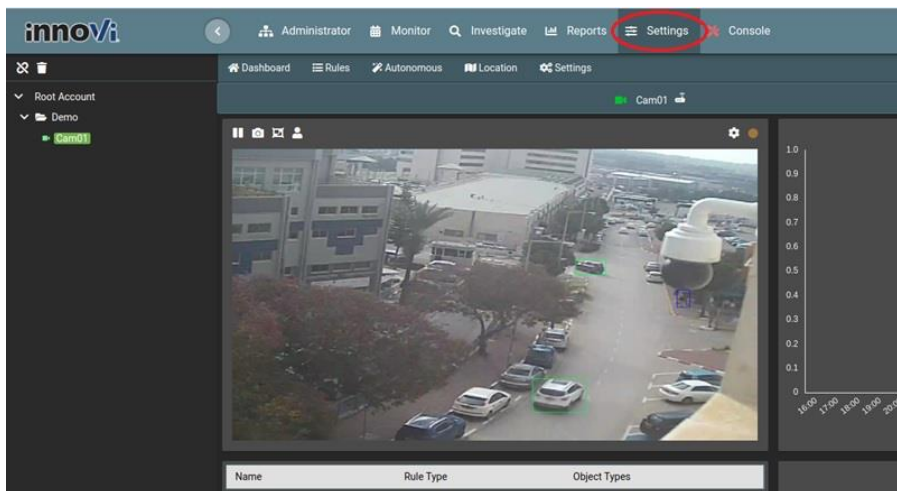 innoVi
Administrator Monitor Investigate Reports Settings Console
Dashboard Rules Autonomous Location Settings
Root Account
Demo
Cam01
Cam01
1.0
0.9
0.8
0.7
0.6
0.5
0.4
0.3
0.2
0.1
0
16:00 17:00 18:00 19:00 20:00
Name Rule Type Object Types